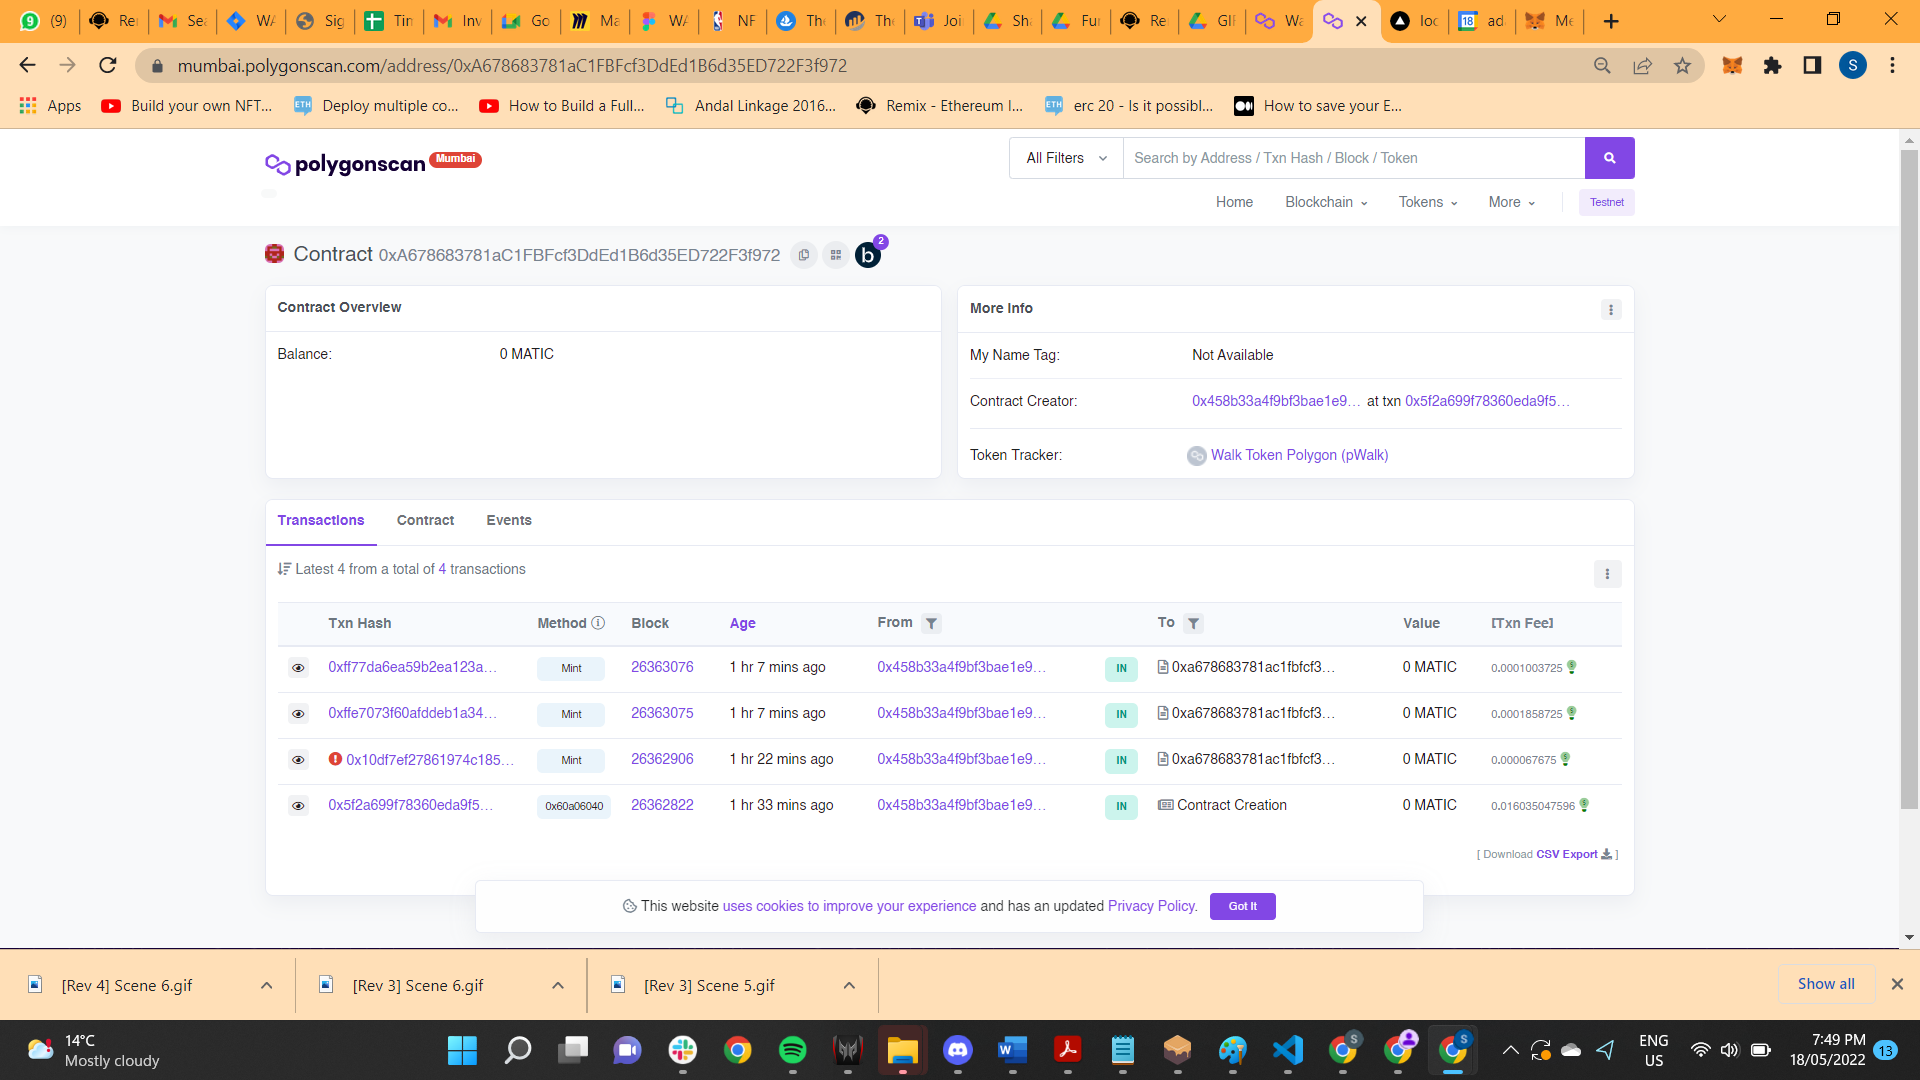 (9)
Re
Se
WA
Sig
Tin
Inv
Go
Ma
WA
NF
The
The
Joi
Sha
Fur
Re
GIF
Wa
loc
ad
Me
mumbai.polygonscan.com/address/0xA678683781aC1FBFcf3DdEd1B6d35ED722F3f972
S
Apps
Build your own NFT...
Deploy multiple co...
How to Build a Full...
Andal Linkage 2016...
Remix - Ethereum I...
erc 20 - Is it possibl...
How to save your E...
polygonscan Mumbai
All Filters
Search by Address / Txn Hash / Block / Token
Home Blockchain Tokens More Testnet
Contract 0xA678683781aC1FBFcf3DdEd1B6d35ED722F3f972 b 2
Contract Overview
Balance: 0 MATIC
More Info
My Name Tag: Not Available
Contract Creator: 0x458b33a4f9bf3bae1e9... at txn 0x5f2a699f78360eda9f5...
Token Tracker: Walk Token Polygon (pWalk)
Transactions Contract Events
Latest 4 from a total of 4 transactions
Txn Hash Method Block Age From To Value [Txn Fee]
0xff77da6ea59b2ea123a... Mint 26363076 1 hr 7 mins ago 0x458b33a4f9bf3bae1e9... IN 0xa678683781ac1fbfcf3... 0 MATIC 0.0001003725
0xffe7073f60afddeb1a34... Mint 26363075 1 hr 7 mins ago 0x458b33a4f9bf3bae1e9... IN 0xa678683781ac1fbfcf3... 0 MATIC 0.0001858725
0x10df7ef27861974c185... Mint 26362906 1 hr 22 mins ago 0x458b33a4f9bf3bae1e9... IN 0xa678683781ac1fbfcf3... 0 MATIC 0.000067675
0x5f2a699f78360eda9f5... 0x60a06040 26362822 1 hr 33 mins ago 0x458b33a4f9bf3bae1e9... IN Contract Creation 0 MATIC 0.016035047596
[ Download CSV Export ]
This website uses cookies to improve your experience and has an updated Privacy Policy. Got It
[Rev 4] Scene 6.gif
[Rev 3] Scene 6.gif
[Rev 3] Scene 5.gif
Show all
14°C
Mostly cloudy
ENG
US
7:49 PM
18/05/2022
13